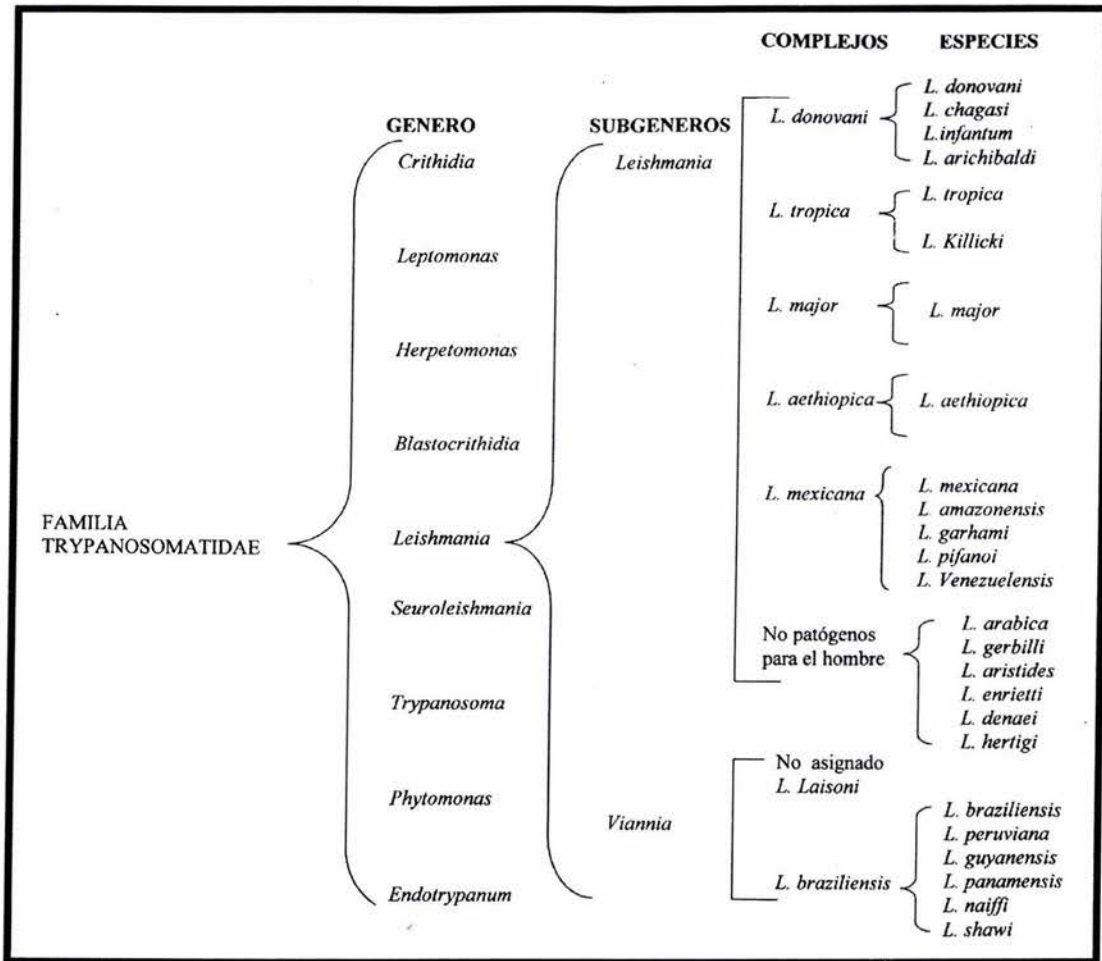 COMPLEJOS ESPECIES
GENERO SUBGENEROS
FAMILIA
TRYPANOSOMATIDAE
Crithidia
Leptomonas
Herpetomonas
Blastocrithidia
Leishmania
Seuroleishmania
Trypanosoma
Phytomonas
Endotrypanum
Leishmania
Viannia
L. donovani
L. donovani
L. chagasi
L.infantum
L. arichibaldi
L. tropica
L. tropica
L. Killicki
L. major
L. major
L. aethiopica
L. aethiopica
L. mexicana
L. mexicana
L. amazonensis
L. garhami
L. pifanoi
L. Venezuelensis
No patógenos
para el hombre
L. arabica
L. gerbilli
L. aristides
L. enrietti
L. denaei
L. hertigi
No asignado
L. Laisoni
L. braziliensis
L. braziliensis
L. peruviana
L. guyanensis
L. panamensis
L. naiffi
L. shawi